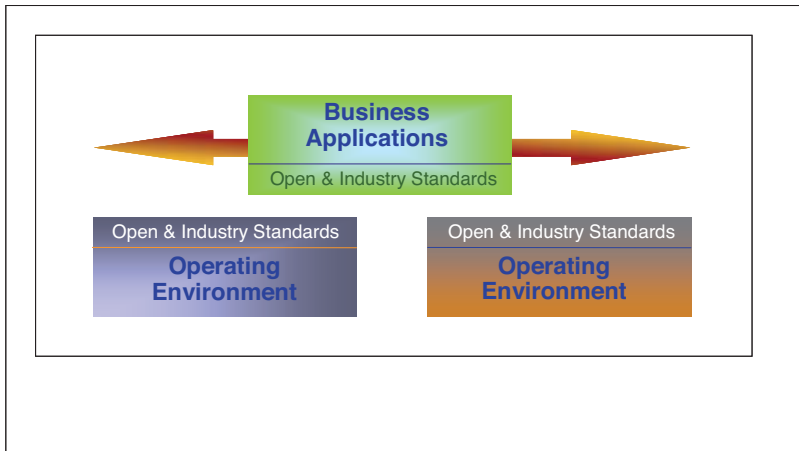 Business
Applications
Open & Industry Standards
Open & Industry Standards
Operating
Environment
Open & Industry Standards
Operating
Environment